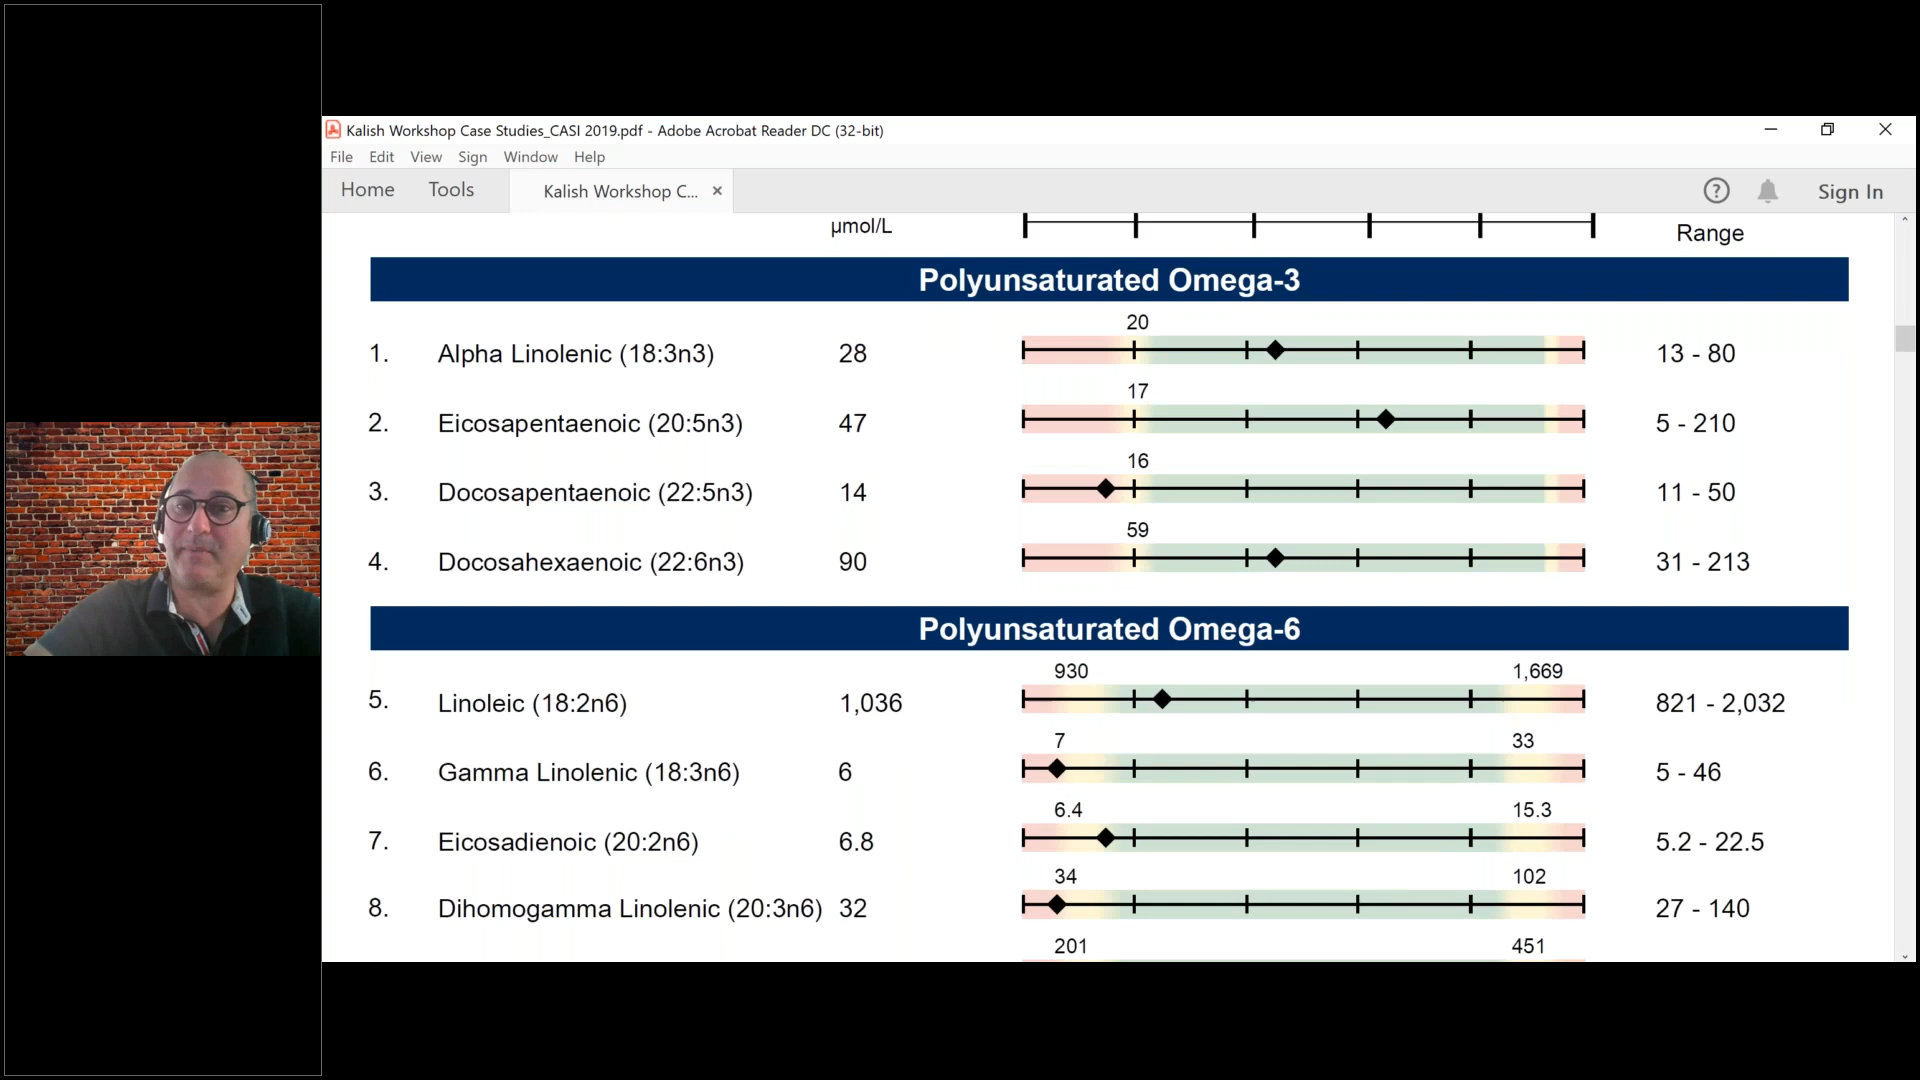 Kalish Workshop Case Studies_CASI 2019.pdf - Adobe Acrobat Reader DC (32-bit)
File Edit View Sign Window Help
Home Tools Kalish Workshop C... × ? Sign In
µmol/L Range
Polyunsaturated Omega-3
20
1. Alpha Linolenic (18:3n3) 28 13 - 80
17
2. Eicosapentaenoic (20:5n3) 47 5 - 210
16
3. Docosapentaenoic (22:5n3) 14 11 - 50
59
4. Docosahexaenoic (22:6n3) 90 31 - 213
Polyunsaturated Omega-6
930 1,669
5. Linoleic (18:2n6) 1,036 821 - 2,032
7 33
6. Gamma Linolenic (18:3n6) 6 5 - 46
6.4 15.3
7. Eicosadienoic (20:2n6) 6.8 5.2 - 22.5
34 102
8. Dihomogamma Linolenic (20:3n6) 32 27 - 140
201 451